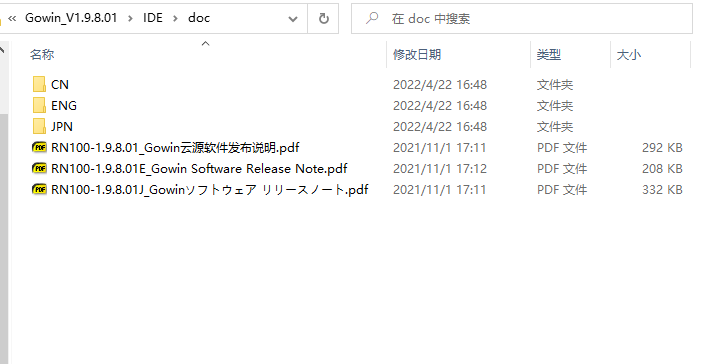 « Gowin_V1.9.8.01 > IDE > doc 在 doc 中搜索
名称 修改日期 类型 大小
CN 2022/4/22 16:48 文件夹
ENG 2022/4/22 16:48 文件夹
JPN 2022/4/22 16:48 文件夹
RN100-1.9.8.01_Gowin云源软件发布说明.pdf 2021/11/1 17:11 PDF 文件 292 KB
RN100-1.9.8.01E_Gowin Software Release Note.pdf 2021/11/1 17:12 PDF 文件 208 KB
RN100-1.9.8.01J_Gowinソフトウェア リリースノート.pdf 2021/11/1 17:11 PDF 文件 332 KB